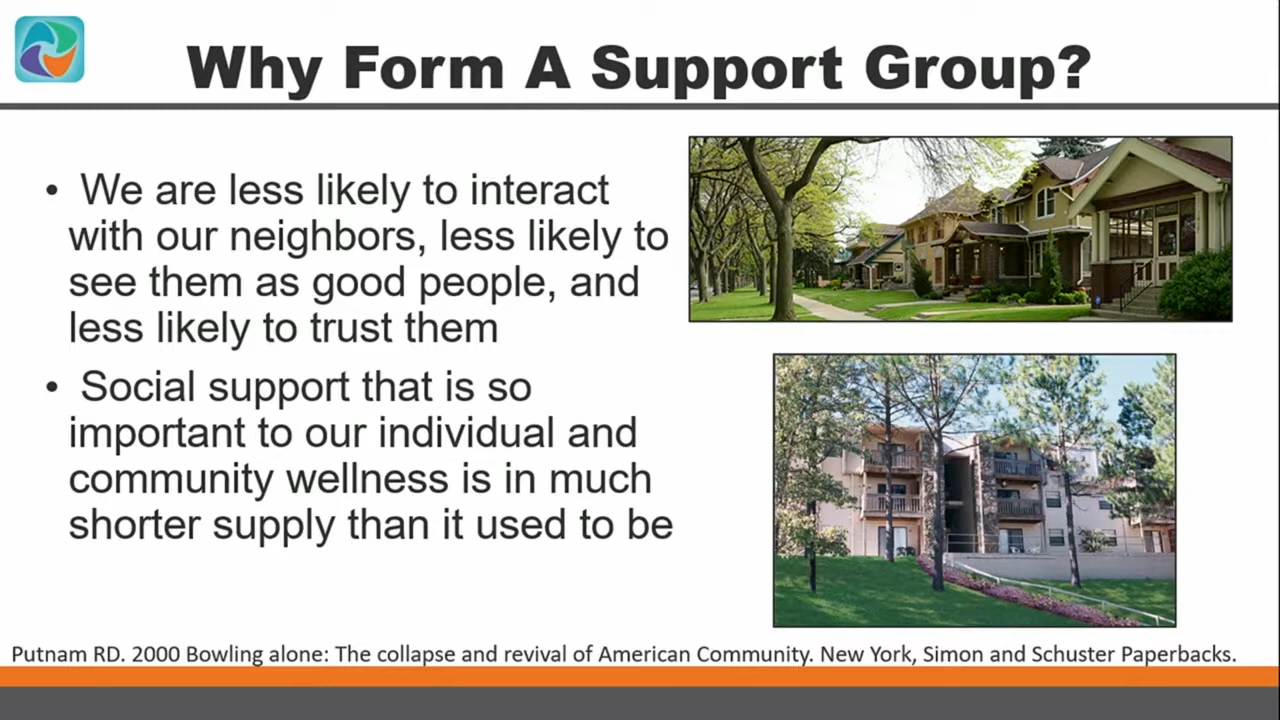 Why Form A Support Group?
• We are less likely to interact
with our neighbors, less likely to
see them as good people, and
less likely to trust them
• Social support that is so
important to our individual and
community wellness is in much
shorter supply than it used to be
Putnam RD. 2000 Bowling alone: The collapse and revival of American Community. New York, Simon and Schuster Paperbacks.